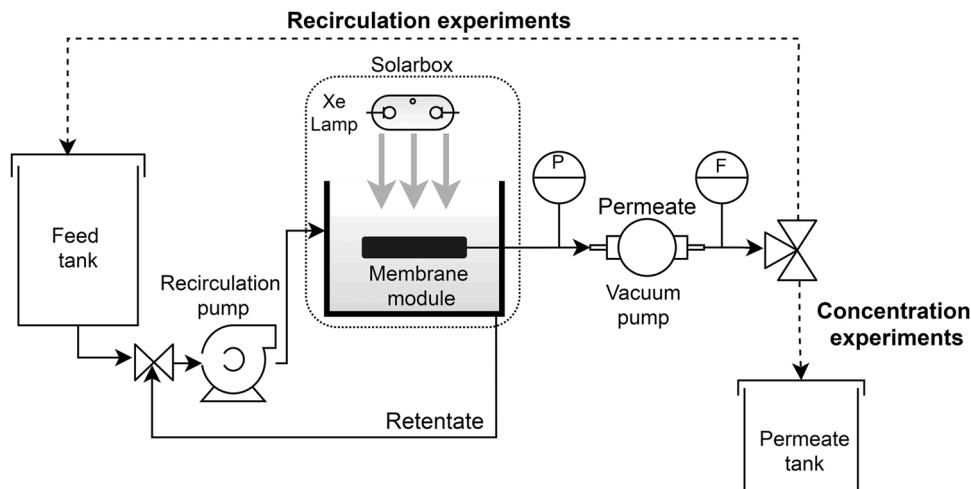 Recirculation experiments
Solarbox
Xe
Lamp
P
F
Feed
tank
Permeate
Recirculation
pump
Membrane
module
Vacuum
pump
Concentration
experiments
Retentate
Permeate
tank